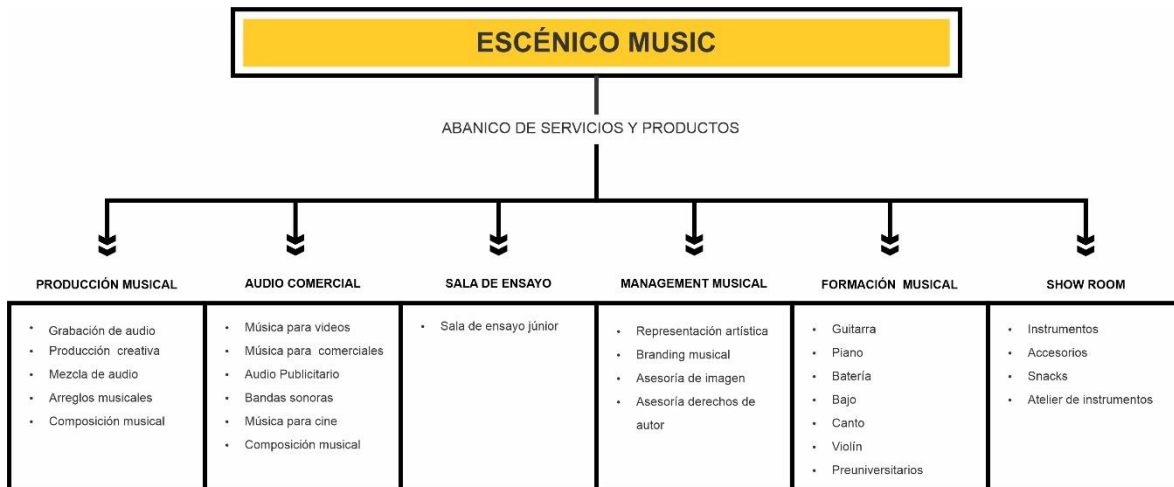 ESCÉNICO MUSIC
ABANICO DE SERVICIOS Y PRODUCTOS
PRODUCCIÓN MUSICAL
• Grabación de audio
• Producción creativa
• Mezcla de audio
• Arreglos musicales
• Composición musical
AUDIO COMERCIAL
• Música para videos
• Música para comerciales
• Audio Publicitario
• Bandas sonoras
• Música para cine
• Composición musical
SALA DE ENSAYO
• Sala de ensayo júnior
MANAGEMENT MUSICAL
• Representación artística
• Branding musical
• Asesoría de imagen
• Asesoría derechos de
autor
FORMACIÓN MUSICAL
• Guitarra
• Piano
• Batería
• Bajo
• Canto
• Violín
• Preuniversitarios
SHOW ROOM
• Instrumentos
• Accesorios
• Snacks
• Atelier de instrumentos